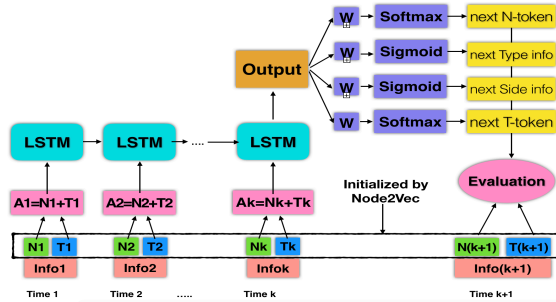 W Softmax next N-token
W Sigmoid next Type info
Output
W Sigmoid next Side info
W Softmax next T-token
LSTM LSTM .... LSTM
Initialized by
Node2Vec
Evaluation
A1=N1+T1 A2=N2+T2 Ak=Nk+Tk
N1 T1 N2 T2 Nk Tk N(k+1) T(k+1)
Info1 Info2 Infok Info(k+1)
Time 1 Time 2 ..... Time k Time k+1